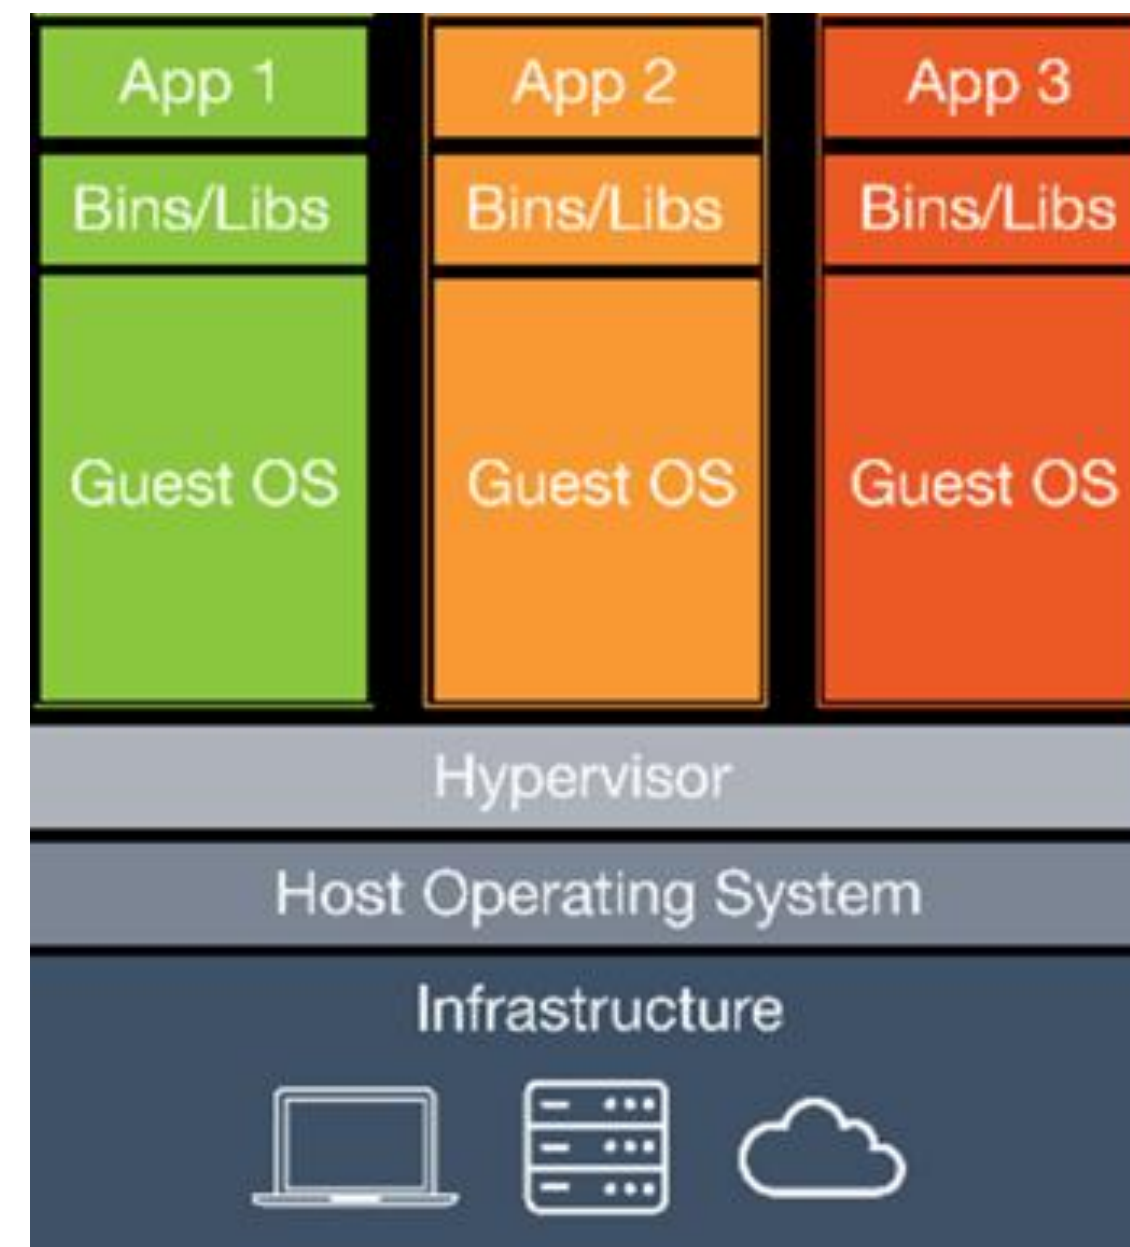 App 1
App 2
App 3
Bins/Libs
Bins/Libs
Bins/Libs
Guest OS
Guest OS
Guest OS
Hypervisor
Host Operating System
Infrastructure